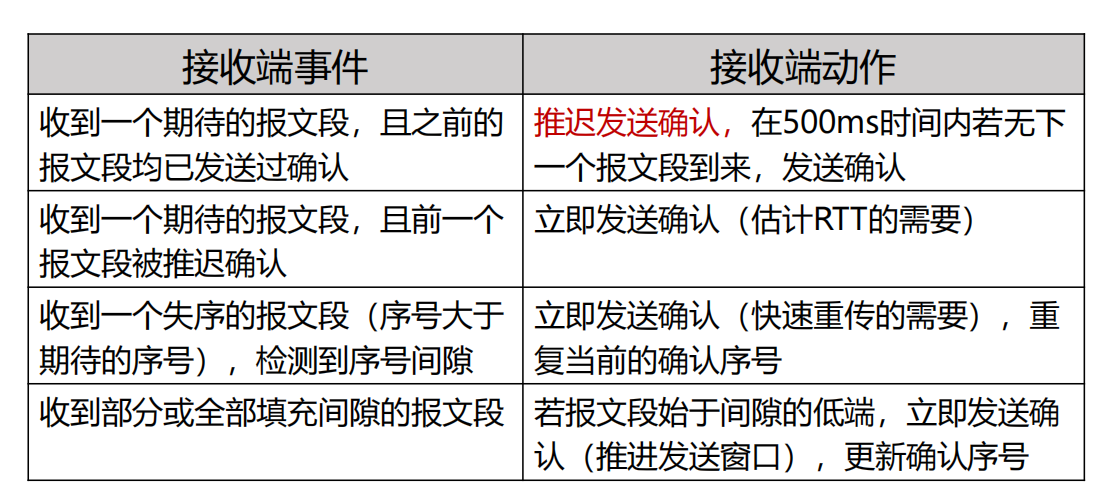 接收端事件
接收端动作
收到一个期待的报文段，且之前的
报文段均已发送过确认
推迟发送确认，在500ms时间内若无下
一个报文段到来，发送确认
收到一个期待的报文段，且前一个
报文段被推迟确认
立即发送确认（估计RTT的需要）
收到一个失序的报文段（序号大于
期待的序号），检测到序号间隙
立即发送确认（快速重传的需要），重
复当前的确认序号
收到部分或全部填充间隙的报文段
若报文段始于间隙的低端，立即发送确
认（推进发送窗口），更新确认序号